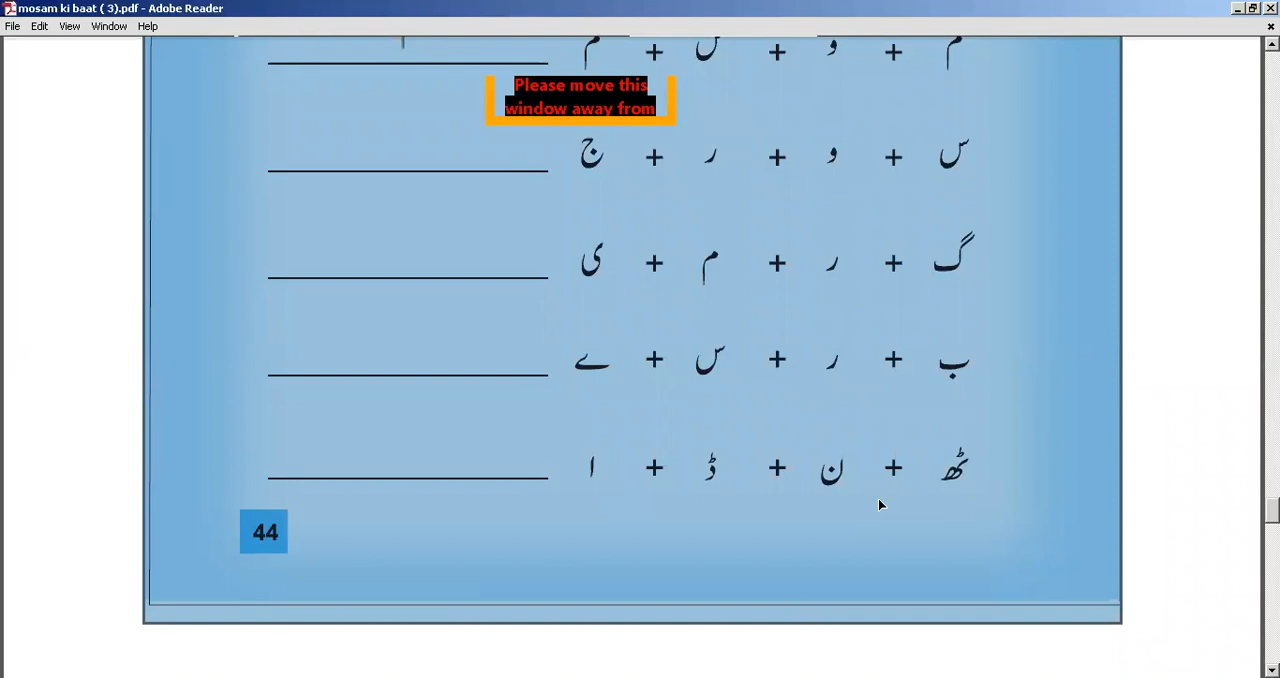 mosam ki baat ( 3).pdf - Adobe Reader
File Edit View Window Help
م + و + س + م
Please move this
window away from
س + و + ر + ج
گ + ر + م + ی
ب + ر + س + ے
ٹھ + ن + ڈ + ا
44